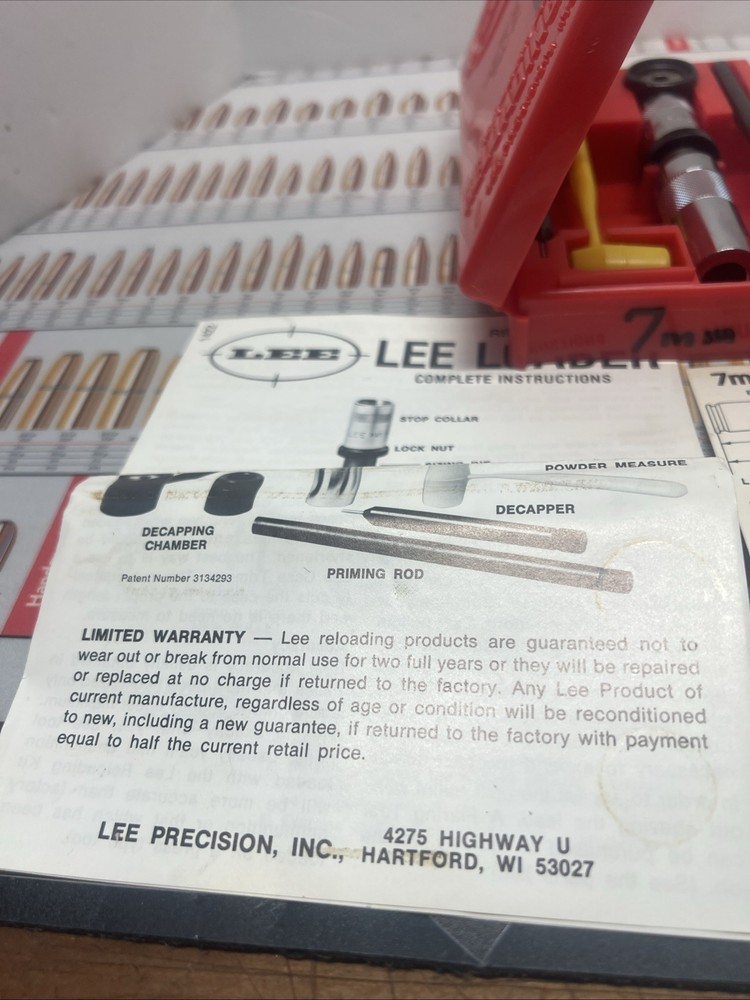 7
LEE LEE LOADER
COMPLETE INSTRUCTIONS
STOP COLLAR
LOCK NUT
POWDER MEASURE
DECAPPER
DECAPPING
CHAMBER
PRIMING ROD
Patent Number 3134293
LIMITED WARRANTY — Lee reloading products are guaranteed not to
wear out or break from normal use for two full years or they will be repaired
or replaced at no charge if returned to the factory. Any Lee Product of
current manufacture, regardless of age or condition will be reconditioned
to new, including a new guarantee, if returned to the factory with payment
equal to half the current retail price.
LEE PRECISION, INC., 4275 HIGHWAY U
HARTFORD, WI 53027
7m